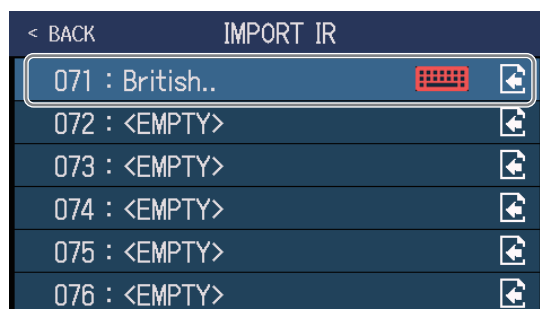 < BACK IMPORT IR
071 : British..
072 : <EMPTY>
073 : <EMPTY>
074 : <EMPTY>
075 : <EMPTY>
076 : <EMPTY>